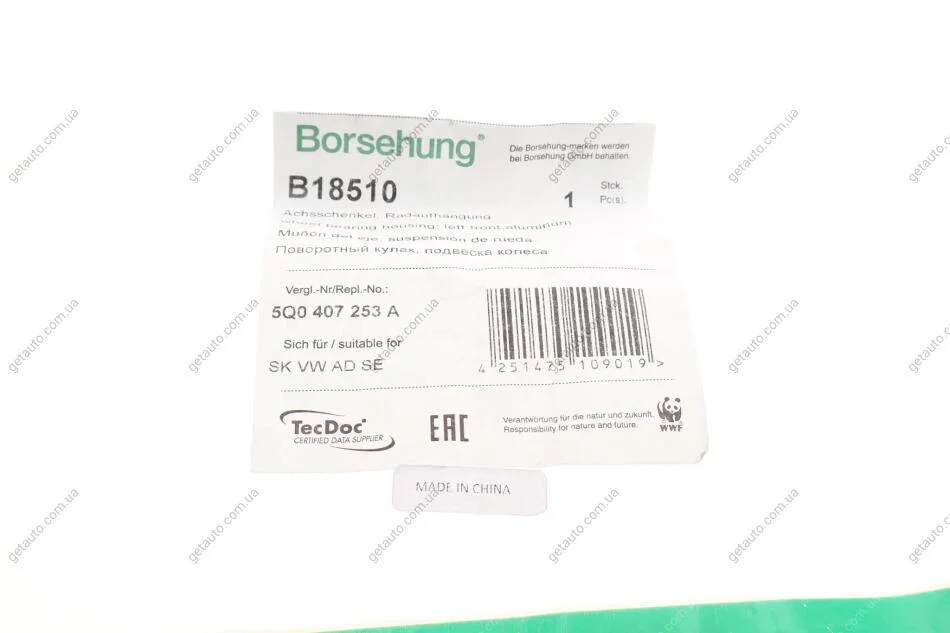 Borsehung®
Die Borsehung-marken werden
bei Borsehung GmbH behalten.
B18510
1 Stck.
Pc(s).
Achsschenkel, Radaufhängung
wheel bearing housing; left front,aluminum
Muñón del eje, suspensión de rueda
Поворотный кулак, подвеска колеса
Vergl.-Nr/Repl.-No.:
5Q0 407 253 A
Sich für / suitable for
SK VW AD SE
4 251475 109019 >
TecDoc®
CERTIFIED DATA SUPPLIER
EAC
Verantwortung für die natur und zukunft.
Responsibility for nature and future.
WWF
MADE IN CHINA
getauto.com.ua